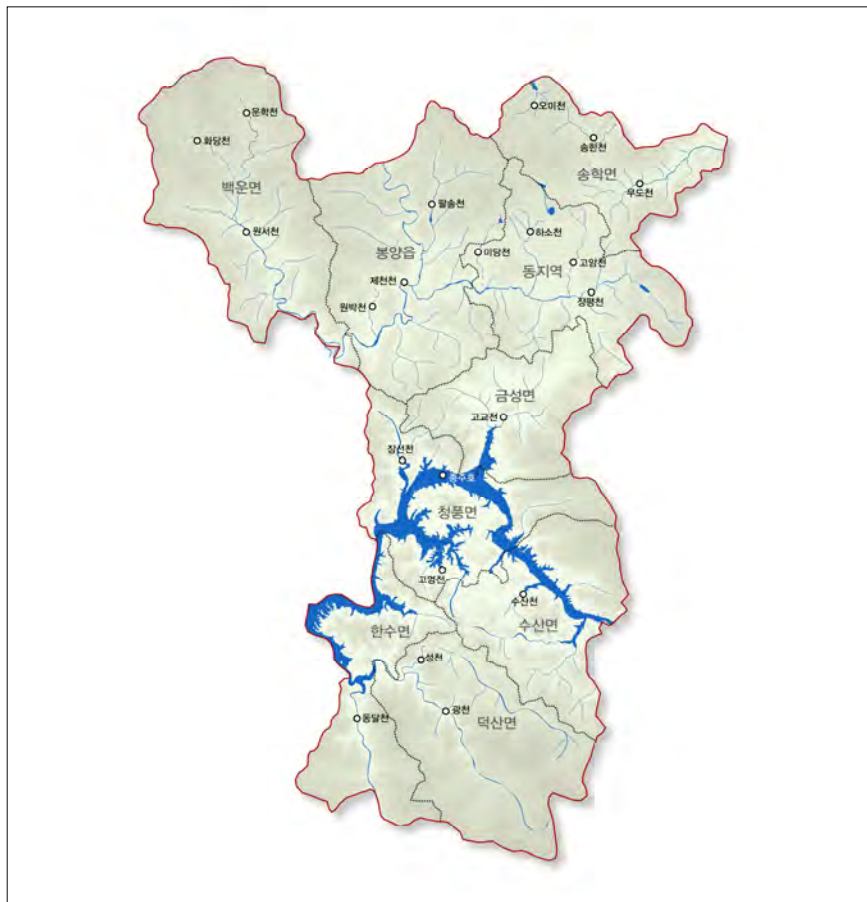 오미천
운학천
송한천
화당천
송학면
무도천
백운면
팔송천
원서천
하소천
봉양읍
미당천
고암천
동지역
제천천
장평천
원박천
금성면
고교천
장선천
충주호
청풍면
고명천
수산천
수산면
한수면
성천
광천
동달천
덕산면